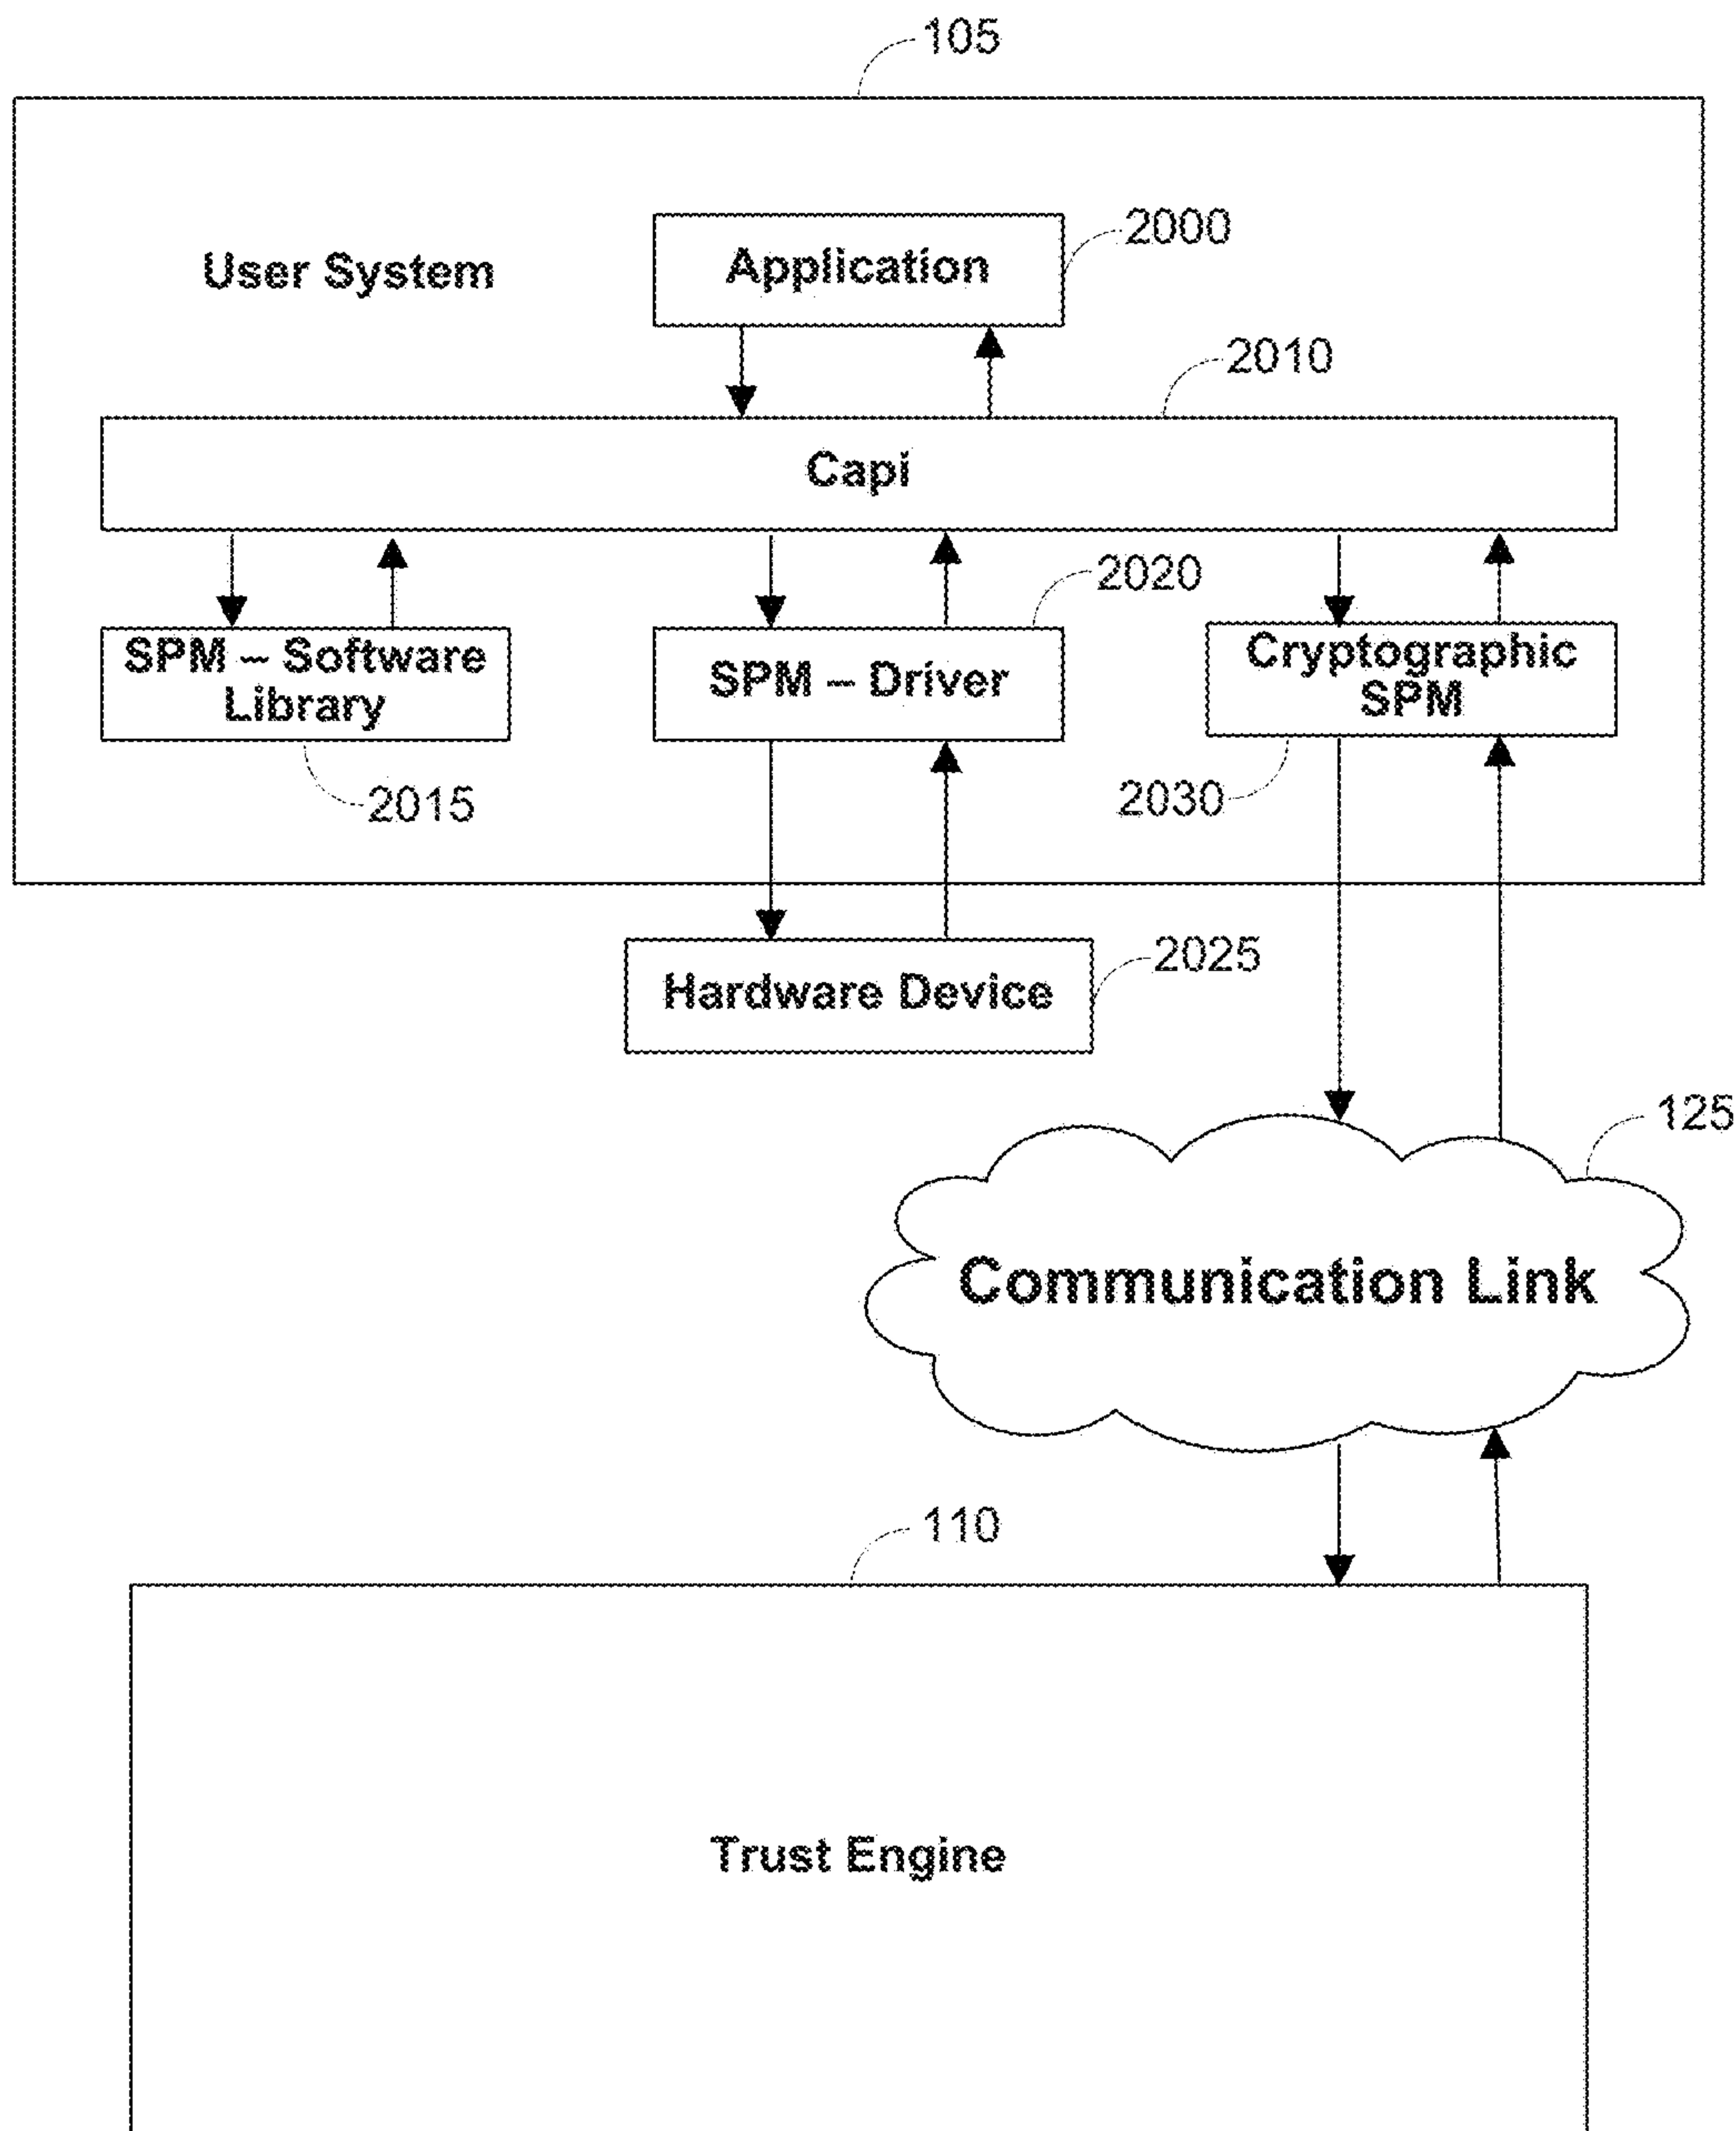 105
2000
User System
Application
2010
Capi
2020
SPM – Software
Library
SPM – Driver
Cryptographic
SPM
2015
2030
Hardware Device
2025
125
Communication Link
110
Trust Engine